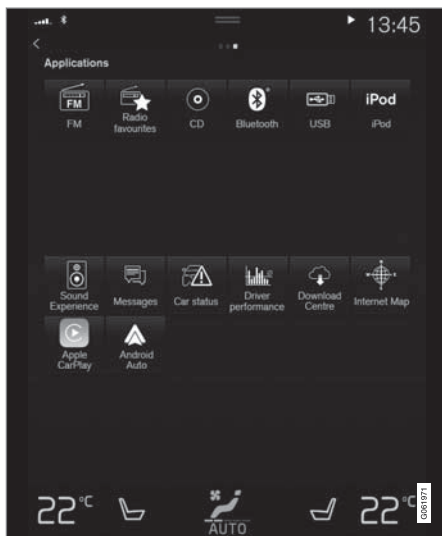 13:45
Applications
FM
FM
Radio
favourites
CD
Bluetooth
USB
iPod
iPod
Sound
Experience
Messages
Car status
Driver
performance
Download
Centre
Internet Map
Apple
CarPlay
Android
Auto
22°C
AUTO
22°C
G061971